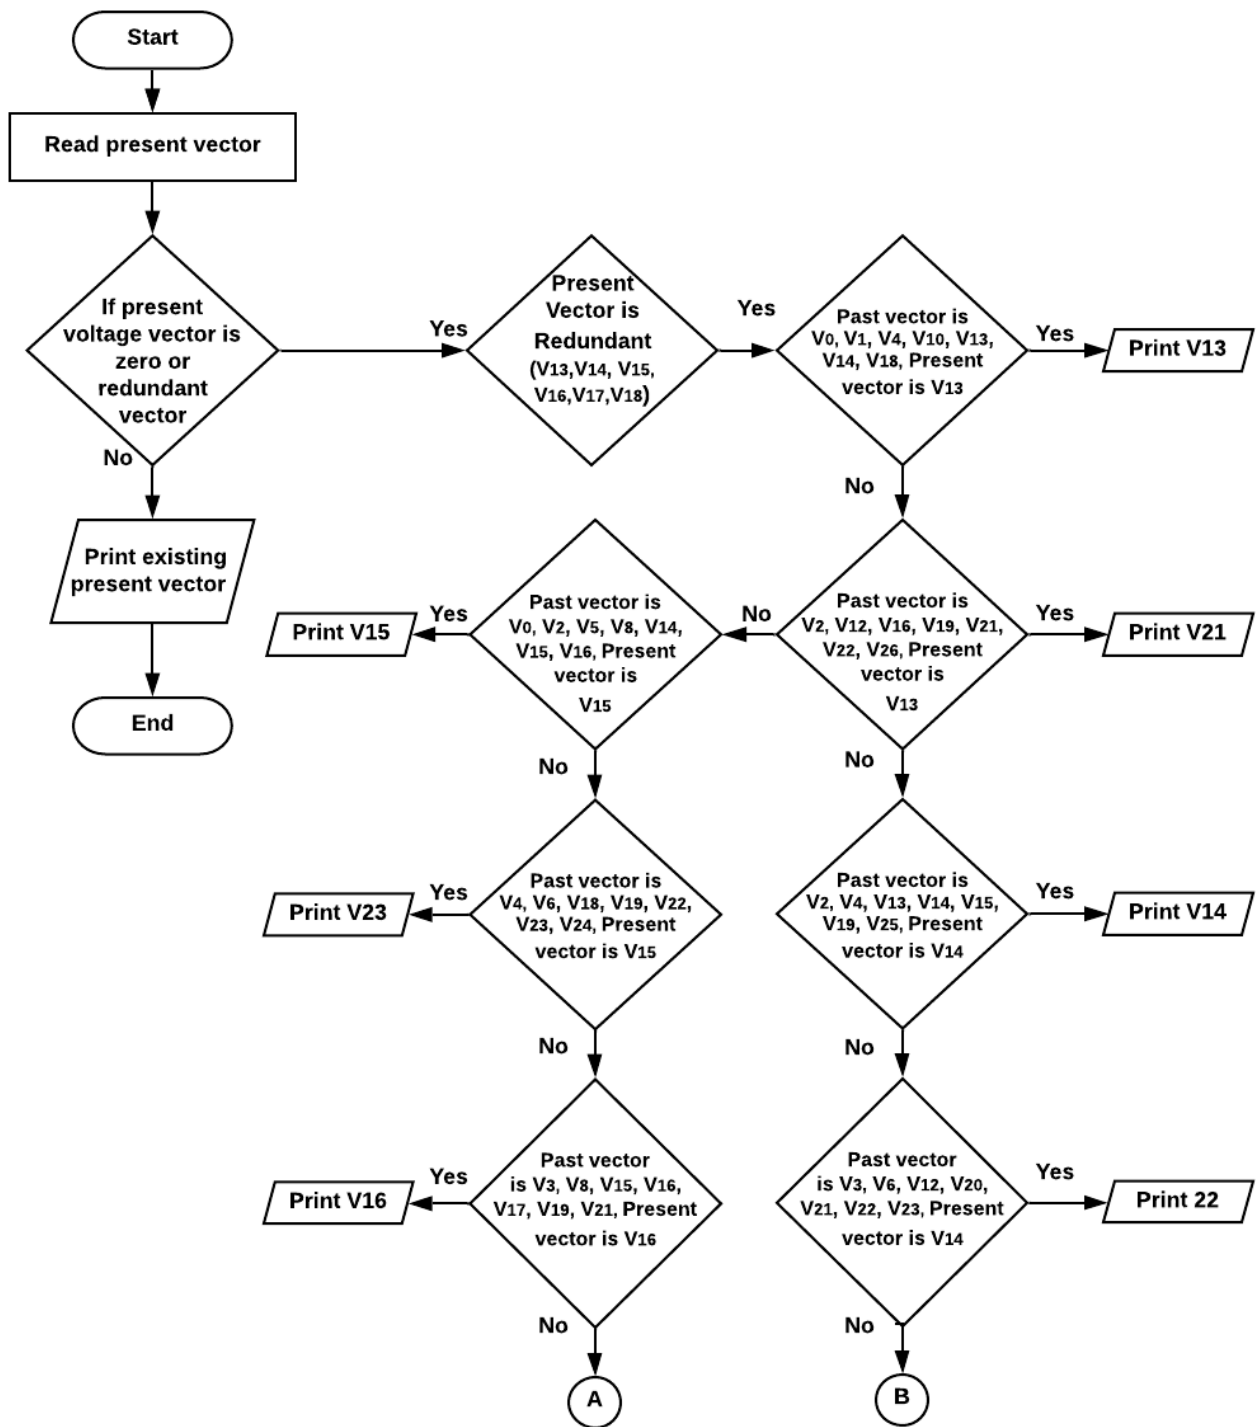 Start
Read present vector
If present
voltage vector is
zero or
redundant
vector
Yes
No
Print existing
present vector
End
Present
Vector is
Redundant
(V13,V14, V15,
V16,V17,V18)
Yes
Past vector is
V0, V1, V4, V10, V13,
V14, V18, Present
vector is V13
Yes
Print V13
No
Past vector is
V2, V12, V16, V19, V21,
V22, V26, Present
vector is
V13
Yes
Print V21
No
No
Past vector is
V0, V2, V5, V8, V14,
V15, V16, Present
vector is
V15
Yes
Print V15
No
Past vector is
V4, V6, V18, V19, V22,
V23, V24, Present
vector is V15
Yes
Print V23
No
Past vector is
V2, V4, V13, V14, V15,
V19, V25, Present
vector is V14
Yes
Print V14
No
Past vector
is V3, V8, V15, V16,
V17, V19, V21, Present
vector is V16
Yes
Print V16
No
A
Past vector
is V3, V6, V12, V20,
V21, V22, V23, Present
vector is V14
Yes
Print 22
No
B